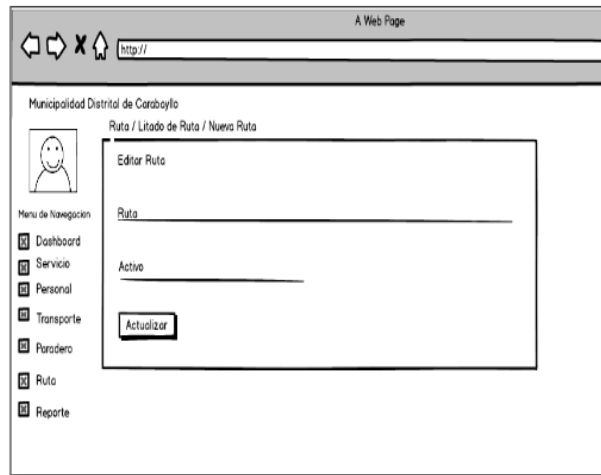 A Web Page
http://
Municipalidad Distrital de Carabayllo
Ruta / Litado de Ruta / Nueva Ruta
Editar Ruta
Menu de Navegacion
Ruta
Dashboard
Servicio
Activo
Personal
Transporte
Actualizar
Paradero
Ruta
Reporte